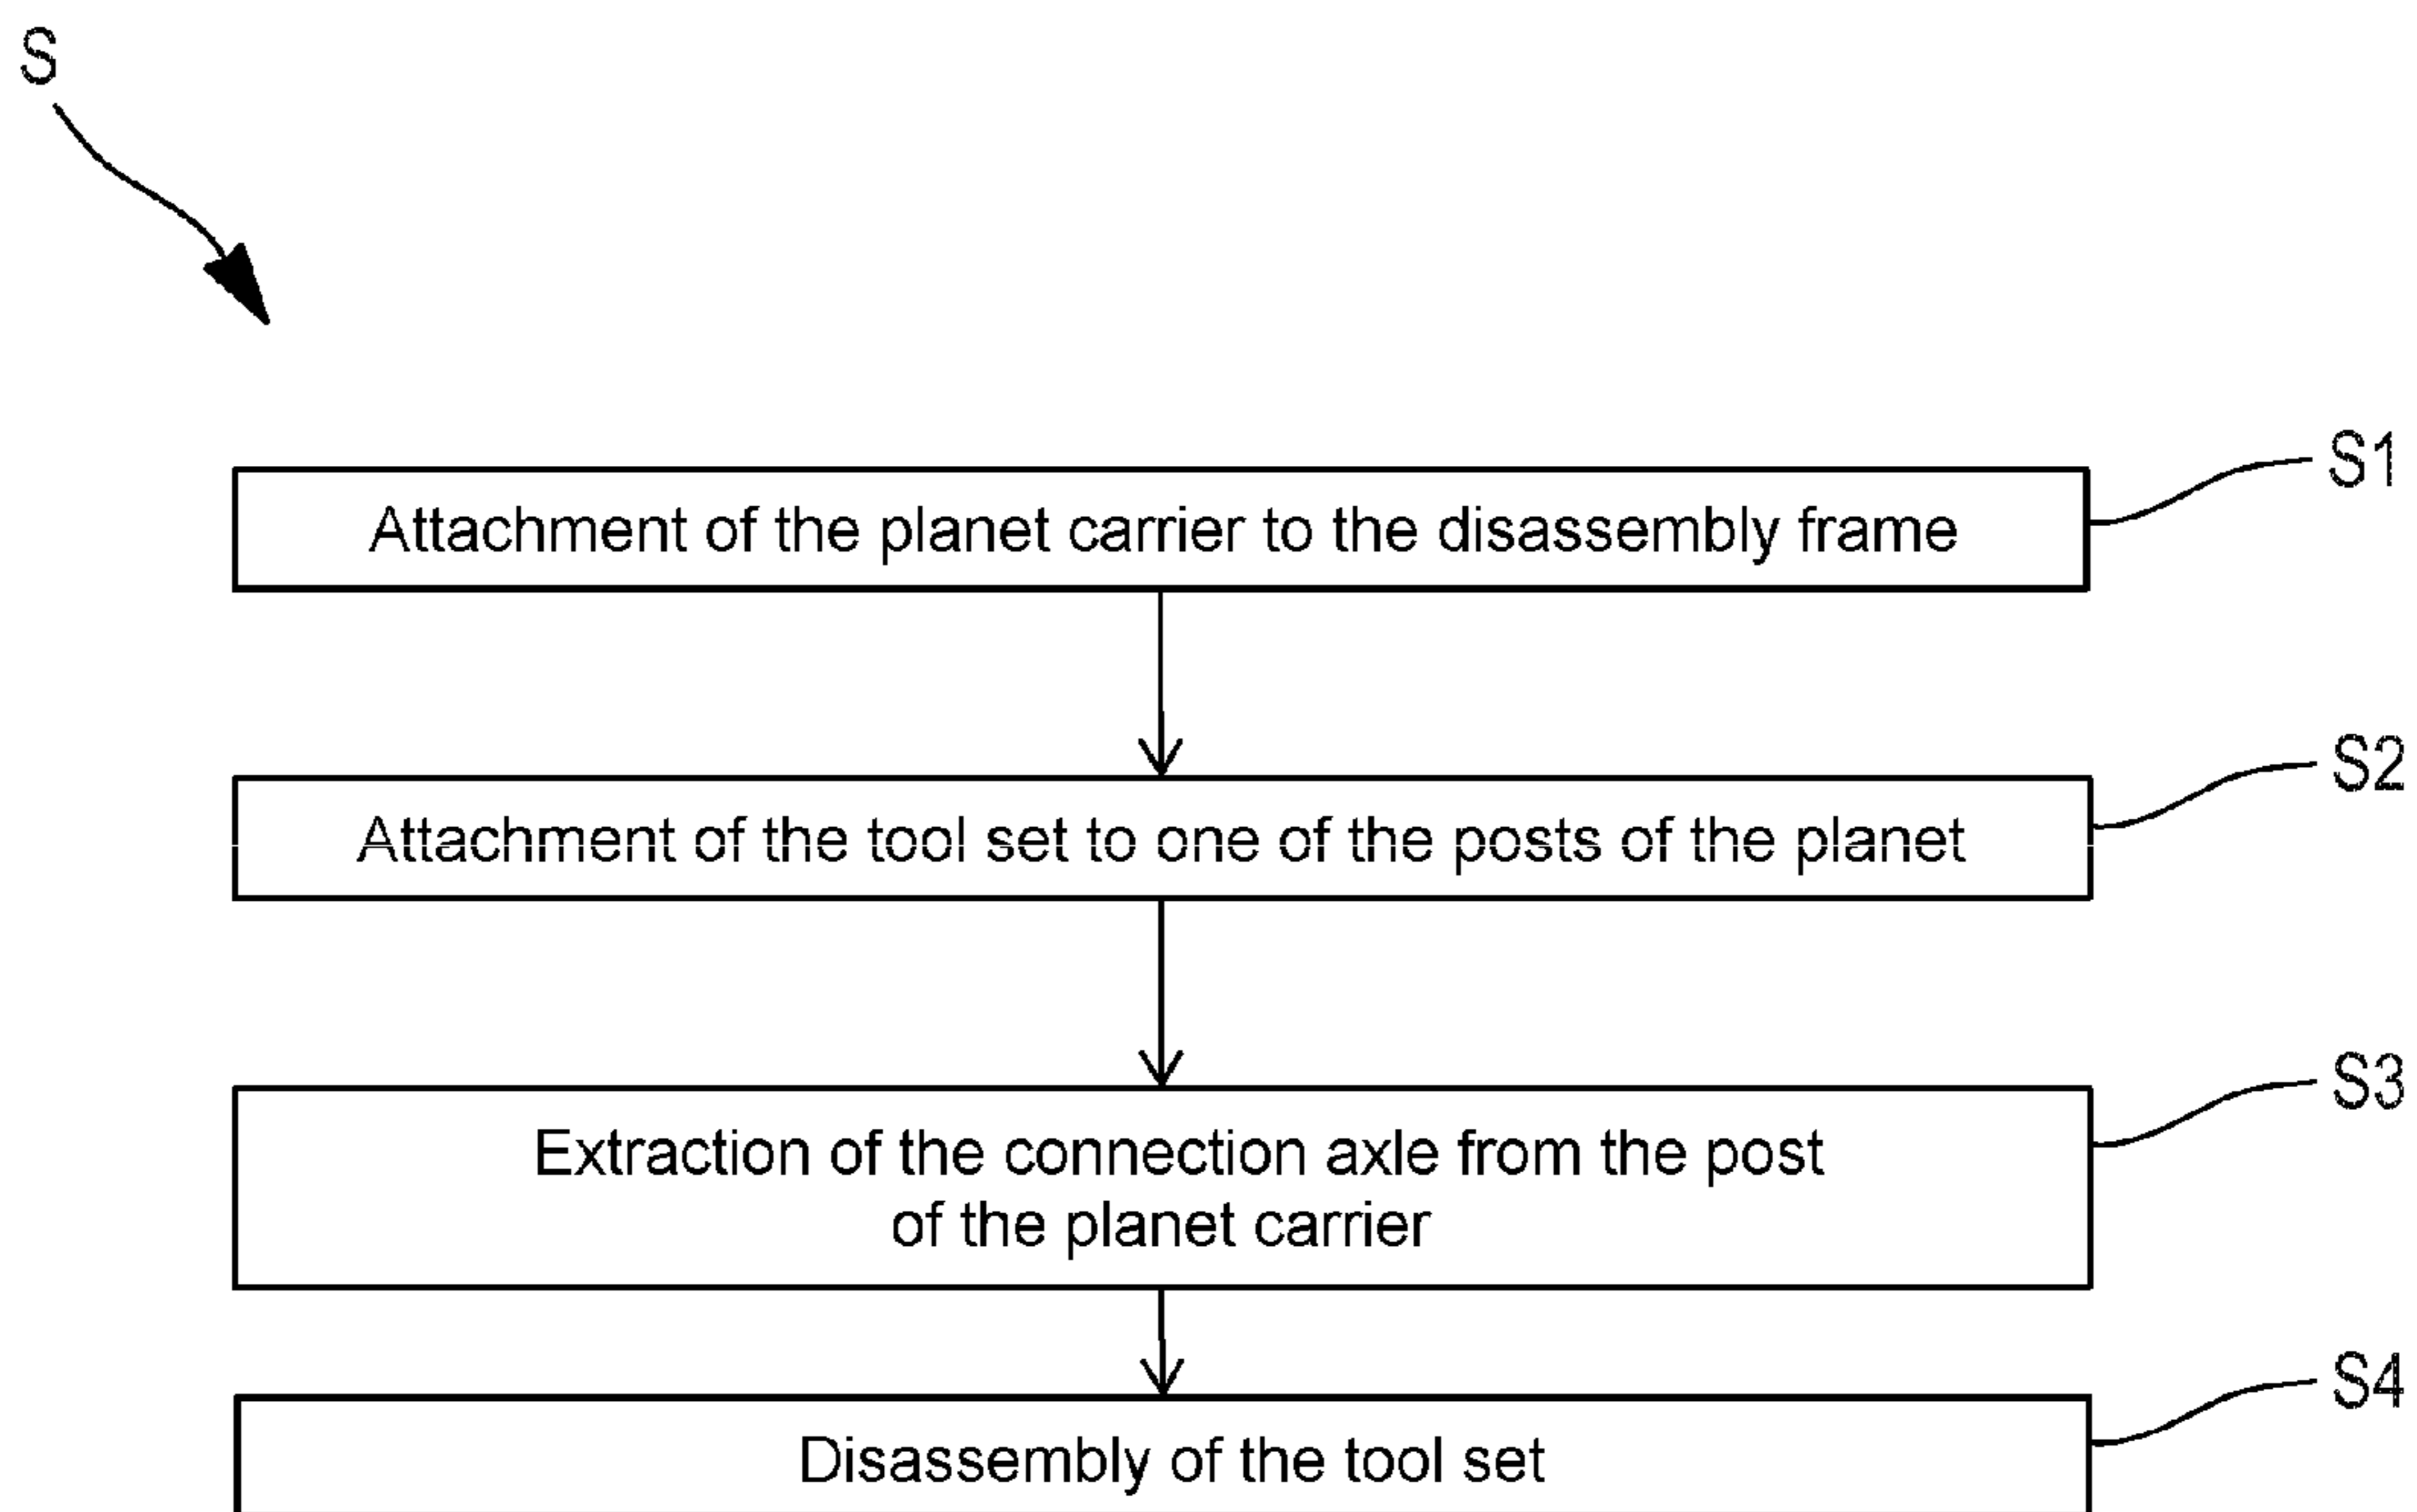 S
S1
Attachment of the planet carrier to the disassembly frame
S2
Attachment of the tool set to one of the posts of the planet
S3
Extraction of the connection axle from the post
of the planet carrier
S4
Disassembly of the tool set